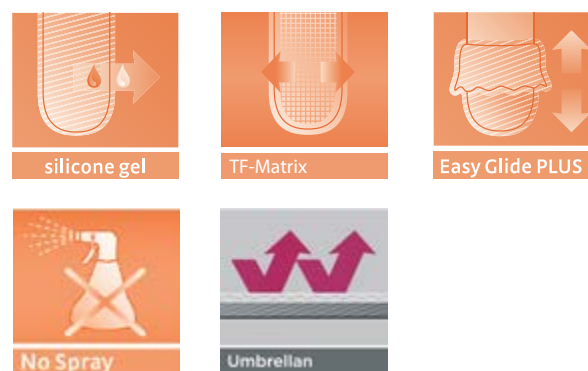 silicone gel
TF-Matrix
Easy Glide PLUS
No Spray
Umbrellan